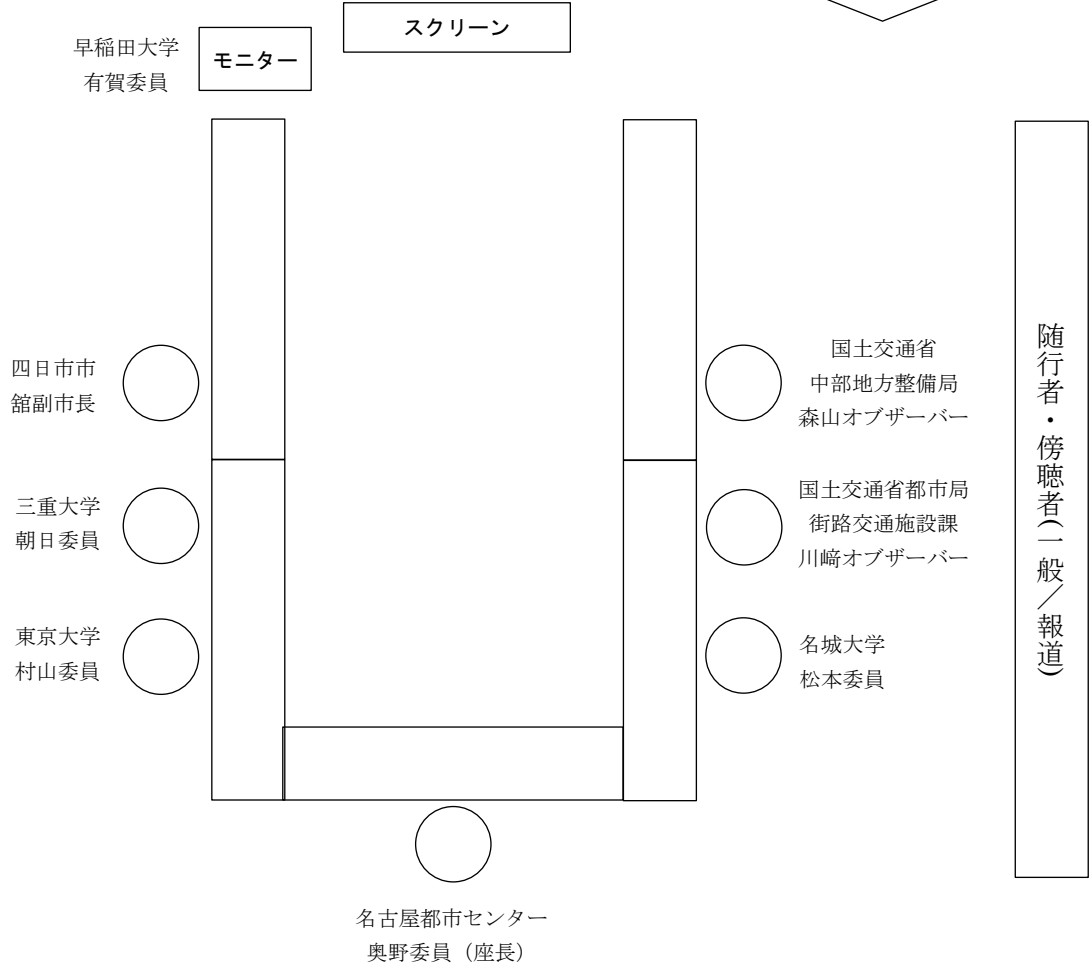 スクリーン
早稲田大学
有賀委員
モニター
四日市市
舘副市長
三重大学
朝日委員
東京大学
村山委員
国土交通省
中部地方整備局
森山オブザーバー
国土交通省都市局
街路交通施設課
川﨑オブザーバー
名城大学
松本委員
随行者・傍聴者(一般／報道)
名古屋都市センター
奥野委員（座長）